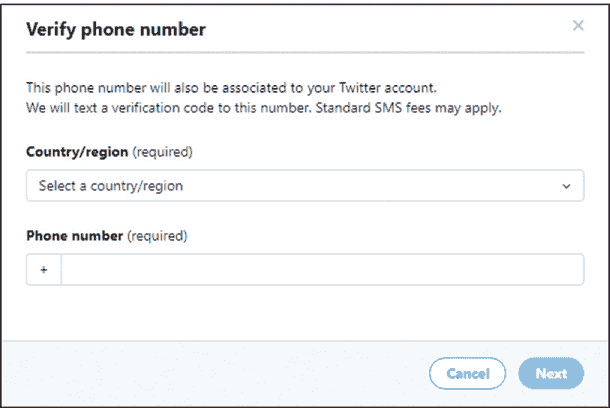 Verify phone number
This phone number will also be associated to your Twitter account.
We will text a verification code to this number. Standard SMS fees may apply.
Country/region (required)
Select a country/region
Phone number (required)
+
Cancel Next